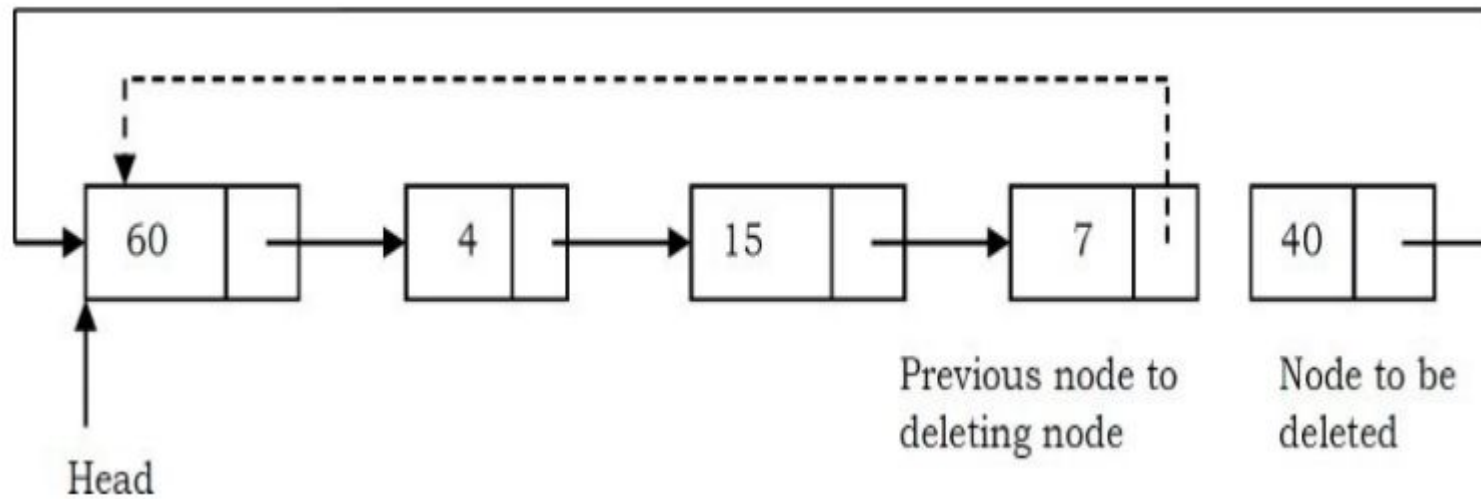 60 4 15 7 40
Previous node to
deleting node
Node to be
deleted
Head